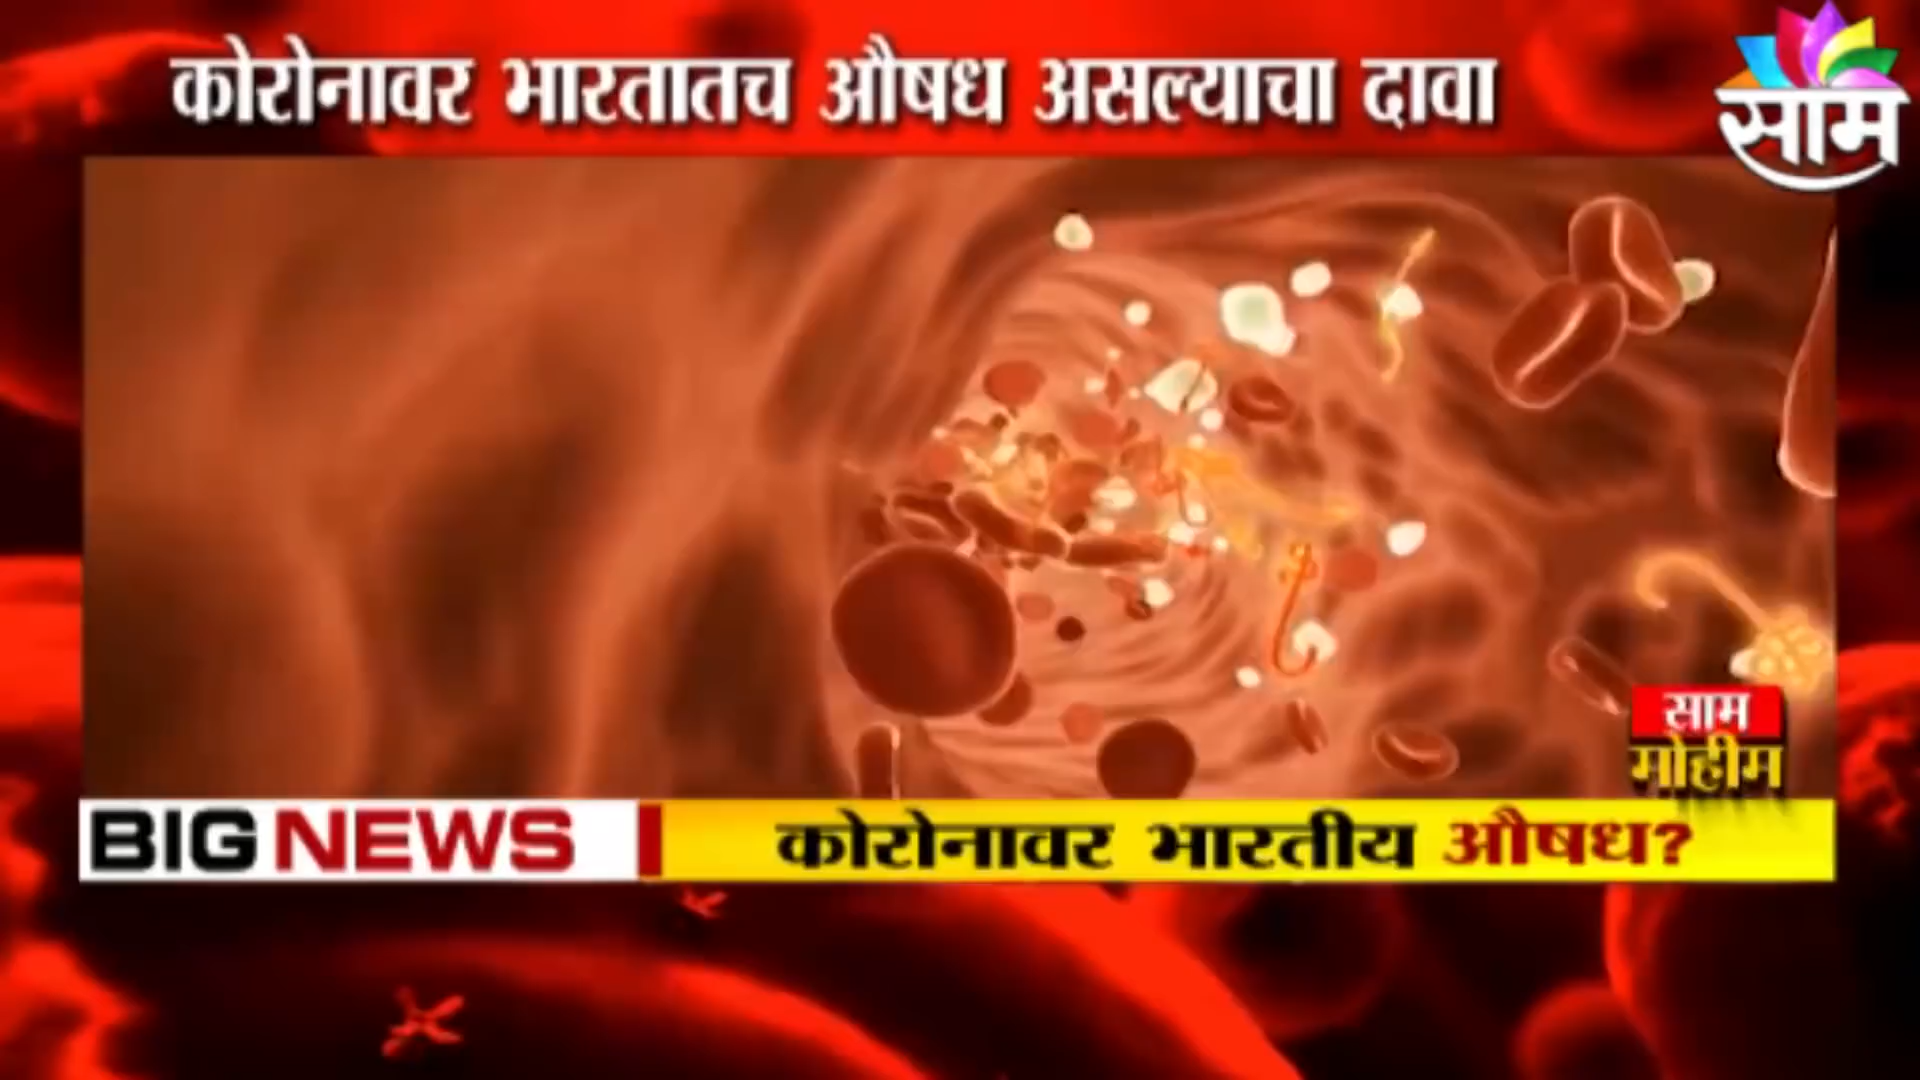 कोरोनावर भारतातच औषध असल्याचा दावा
साम
साम
मोहीम
BIG NEWS
कोरोनावर भारतीय औषध?